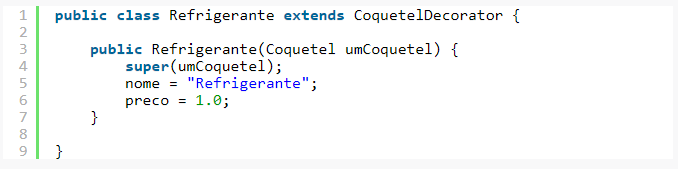 1 public class Refrigerante extends CoquetelDecorator {
2
3     public Refrigerante(Coquetel umCoquetel) {
4         super(umCoquetel);
5         nome = "Refrigerante";
6         preco = 1.0;
7     }
8
9 }